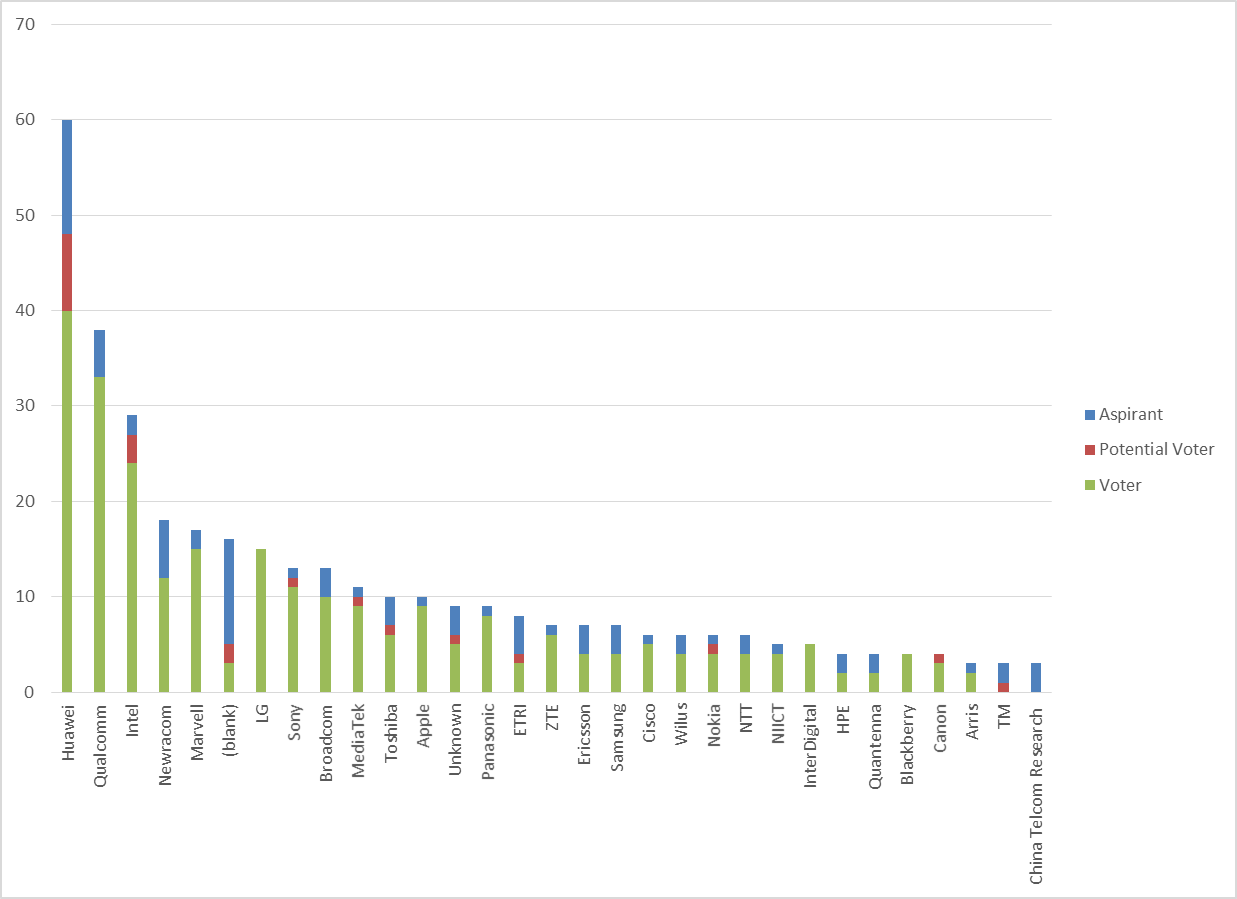 70
60
50
40
30
20
10
0
Huawei
Qualcomm
Intel
Newracom
Marvell
(blank)
LG
Sony
Broadcom
MediaTek
Toshiba
Apple
Unknown
Panasonic
ETRI
ZTE
Ericsson
Samsung
Cisco
Wilus
Nokia
NTT
NIICT
InterDigital
HPE
Quantenna
Blackberry
Canon
Arris
TM
China Telcom Research
Aspirant
Potential Voter
Voter